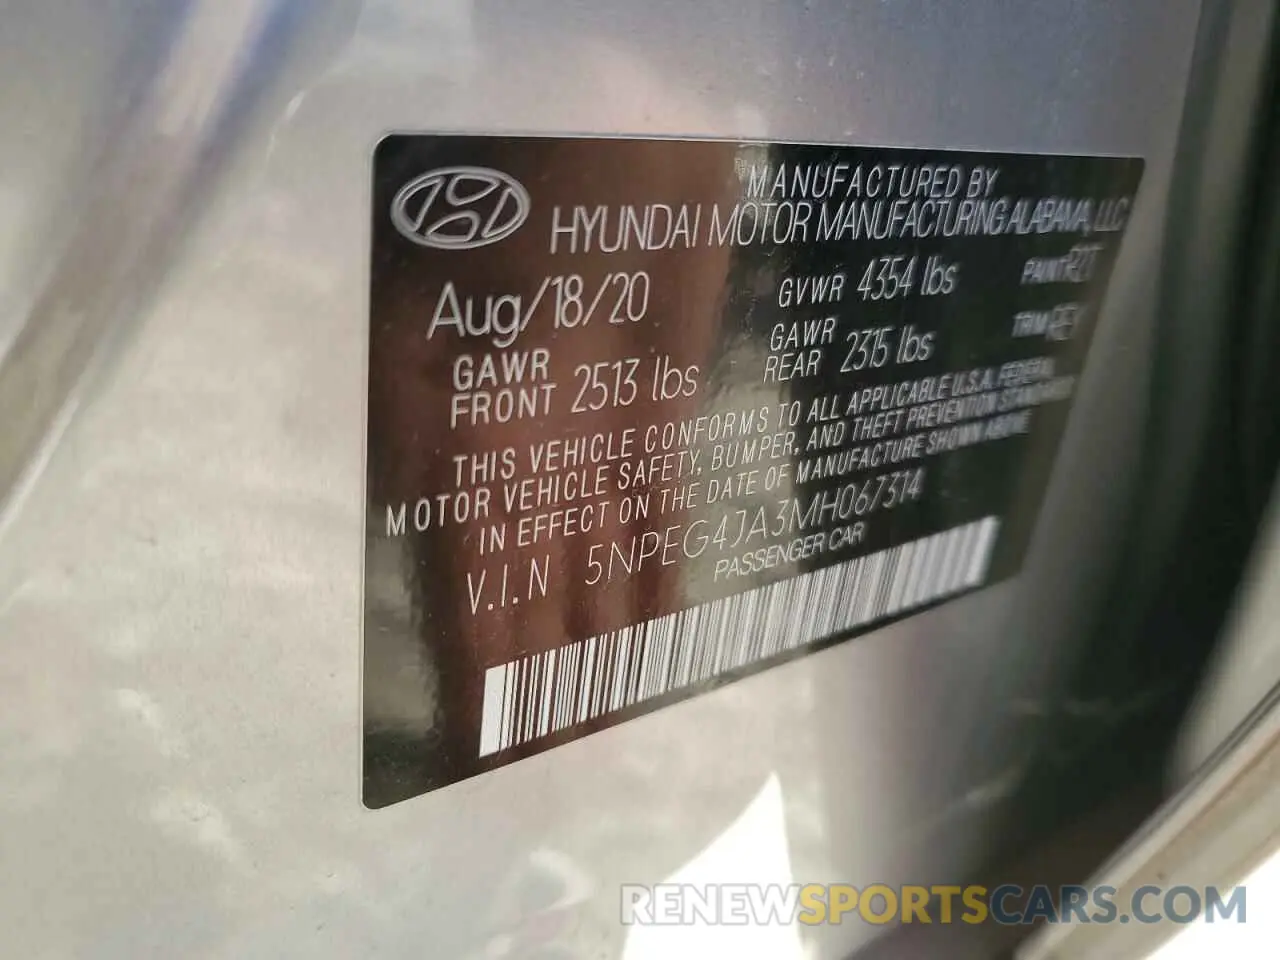 MANUFACTURED BY
HYUNDAI MOTOR MANUFACTURING ALABAMA, LLC
Aug/18/20 GVWR 4354 lbs PAINT
GAWR FRONT 2513 lbs GAWR REAR 2315 lbs TRIM
THIS VEHICLE CONFORMS TO ALL APPLICABLE U.S.A. FEDERAL
MOTOR VEHICLE SAFETY, BUMPER, AND THEFT PREVENTION STANDARDS
IN EFFECT ON THE DATE OF MANUFACTURE SHOWN ABOVE
V.I.N 5NPEG4JA3MH067314
PASSENGER CAR
RENEWSPORTSCARS.COM